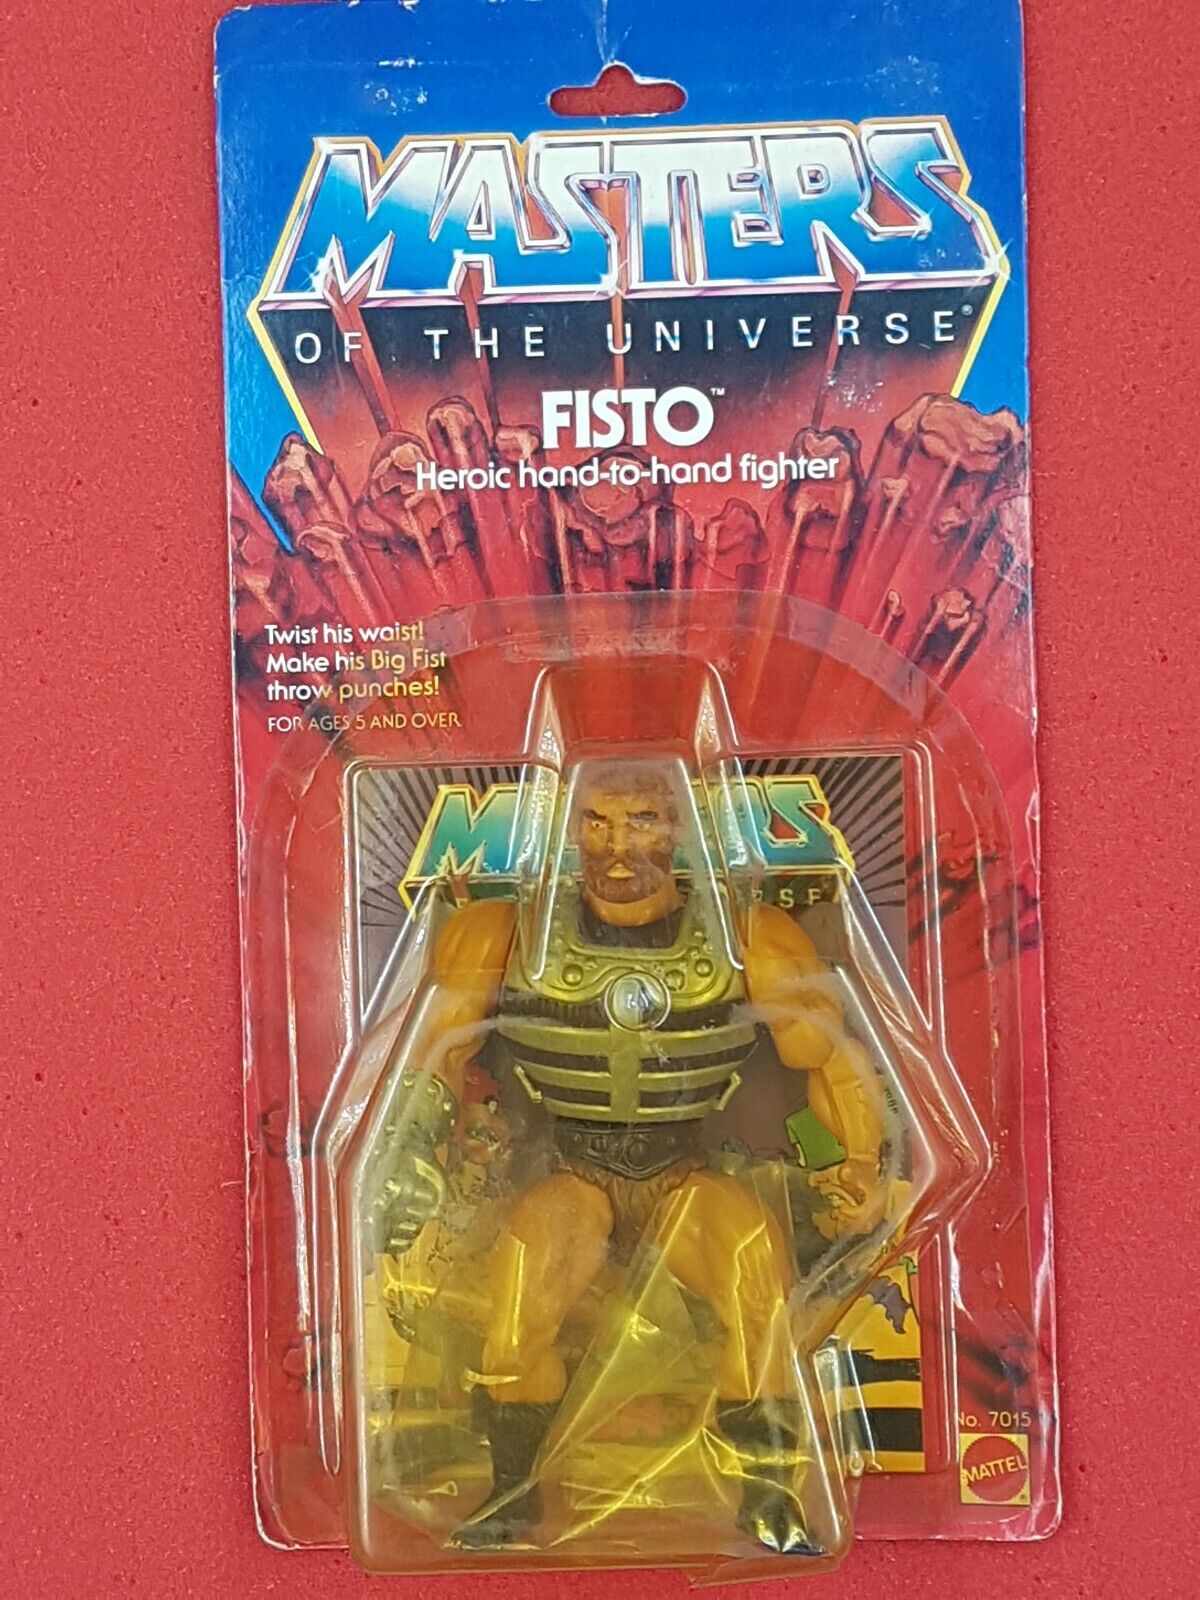 MASTERS
OF THE UNIVERSE®
FISTO™
Heroic hand-to-hand fighter
Twist his waist!
Make his Big Fist
throw punches!
FOR AGES 5 AND OVER
No. 7015
MATTEL